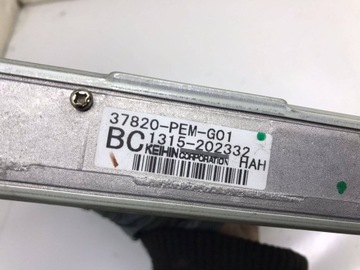 37820-PEM-G01
BC 1315-202332
KEIHIN CORPORATION
HAH